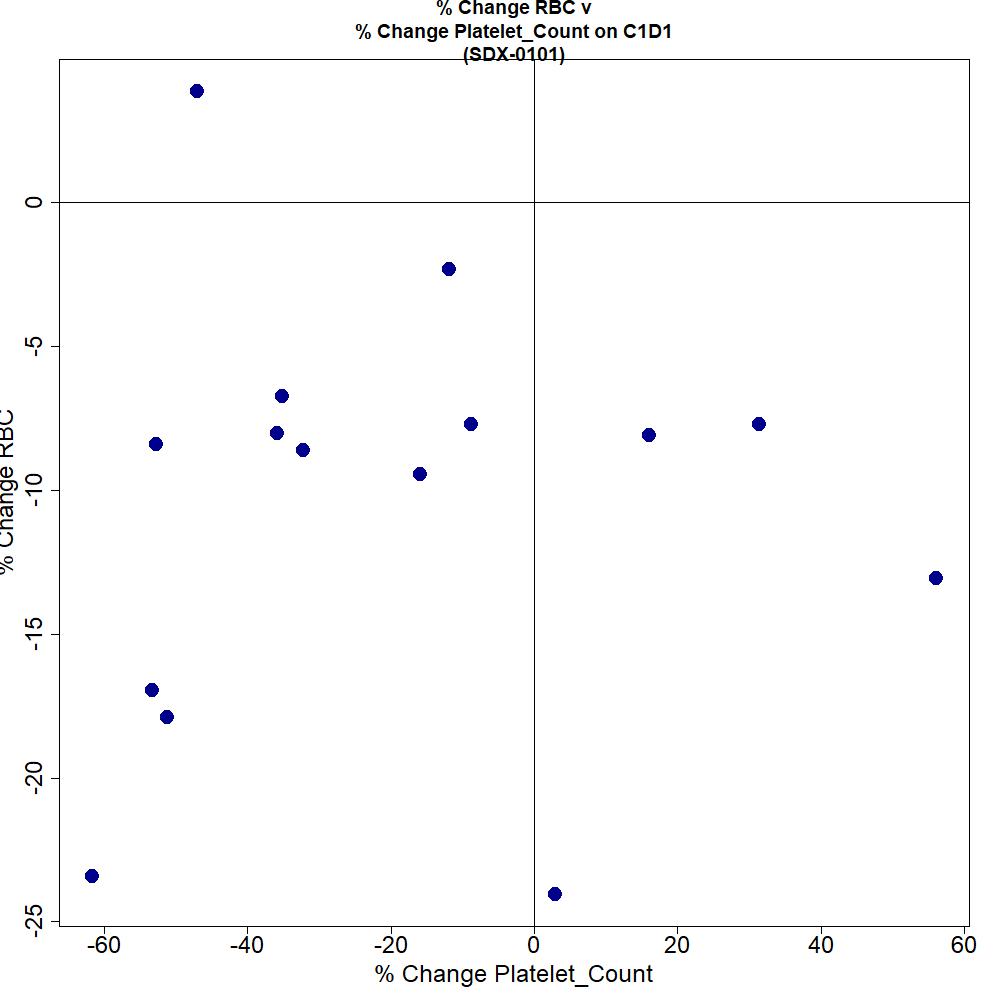 % Change RBC v
% Change Platelet_Count on C1D1
(SDX-0101)
0
-5
-10
-15
-20
-25
% Change RBC
-60 -40 -20 0 20 40 60
% Change Platelet_Count